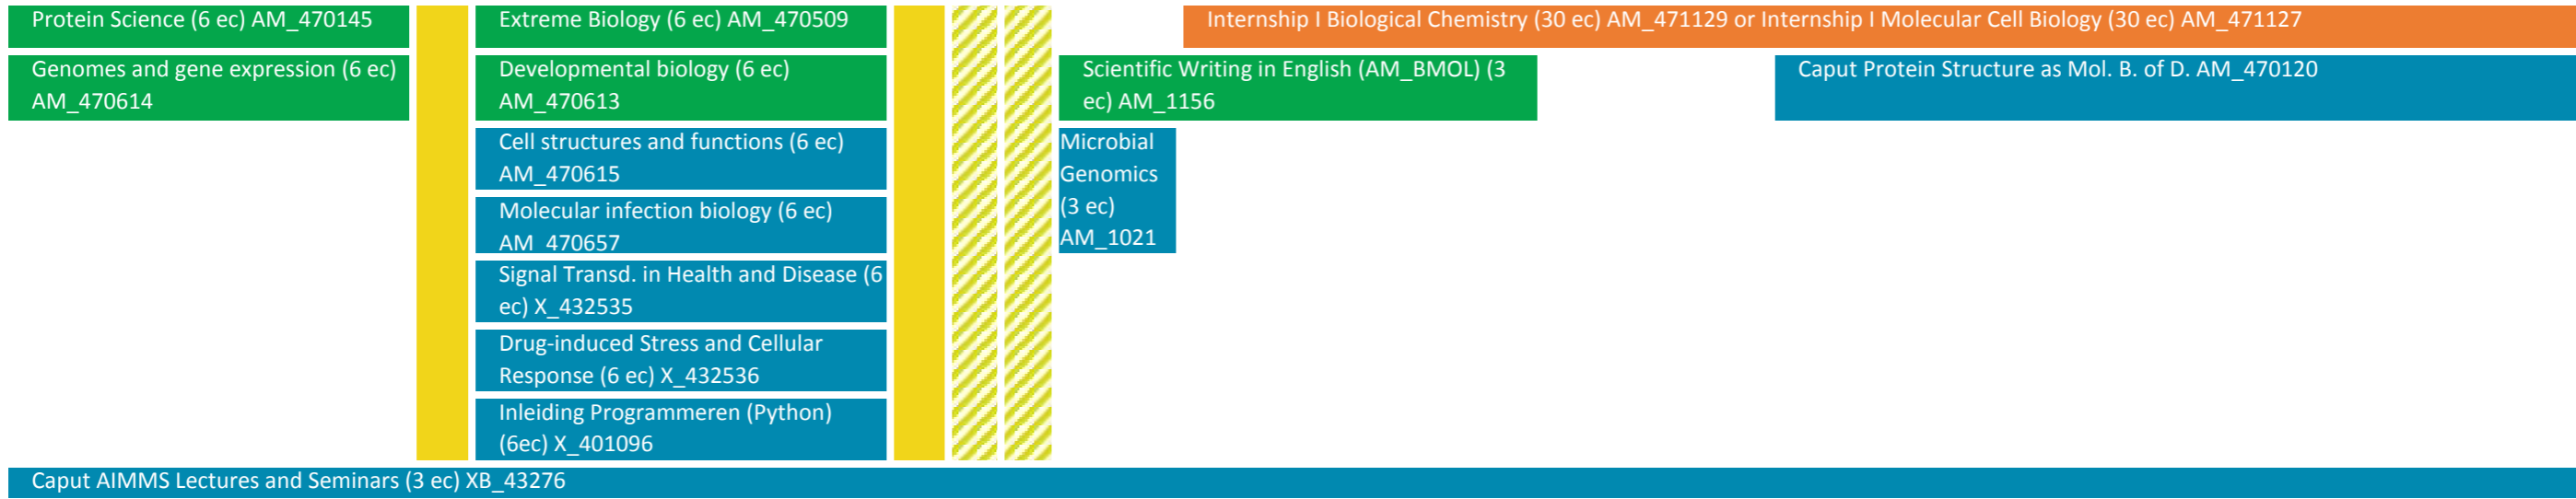 Protein Science (6 ec) AM_470145
Extreme Biology (6 ec) AM_470509
Internship I Biological Chemistry (30 ec) AM_471129 or Internship I Molecular Cell Biology (30 ec) AM_471127
Genomes and gene expression (6 ec)
AM_470614
Developmental biology (6 ec)
AM_470613
Scientific Writing in English (AM_BMOL) (3
ec) AM_1156
Caput Protein Structure as Mol. B. of D. AM_470120
Cell structures and functions (6 ec)
AM_470615
Microbial
Genomics
(3 ec)
AM_1021
Molecular infection biology (6 ec)
AM_470657
Signal Transd. in Health and Disease (6
ec) X_432535
Drug-induced Stress and Cellular
Response (6 ec) X_432536
Inleiding Programmeren (Python)
(6ec) X_401096
Caput AIMMS Lectures and Seminars (3 ec) XB_43276